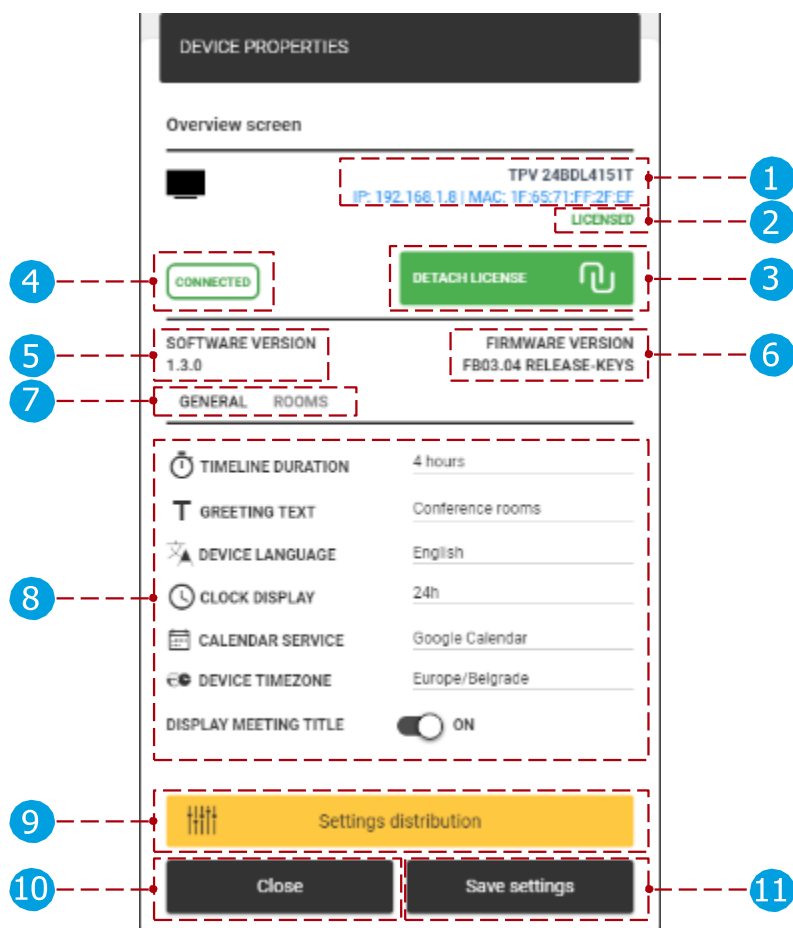 DEVICE PROPERTIES
Overview screen
TPV 24BDL4151T
1
IP: 192.168.1.8 | MAC: 1F:65:71:FF:2F:EF
LICENSED
2
4
CONNECTED
DETACH LICENSE
3
5
SOFTWARE VERSION
FIRMWARE VERSION
6
1.3.0
FB03.04 RELEASE-KEYS
7
GENERAL ROOMS
TIMELINE DURATION 4 hours
GREETING TEXT Conference rooms
DEVICE LANGUAGE English
8
CLOCK DISPLAY 24h
CALENDAR SERVICE Google Calendar
DEVICE TIMEZONE Europe/Belgrade
DISPLAY MEETING TITLE ON
9
Settings distribution
10
Close
Save settings
11